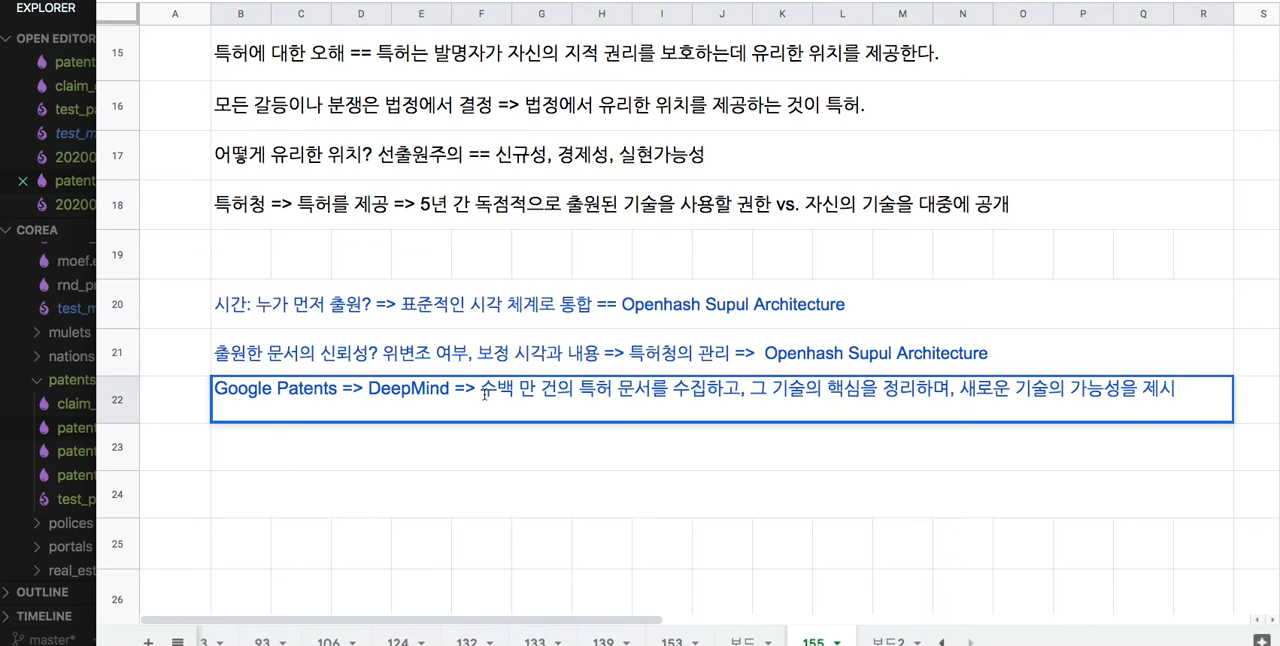 EXPLORER
A B C D E F G H I J K L M N O P Q R S
OPEN EDITOR
patent
claim_
test_pa
test_m
20200
patent
20200
COREA
moef.e
rnd_pr
test_m
mulets
nations
patents
claim_
patent
patent
patent
test_p
polices
portals
real_est
OUTLINE
TIMELINE
master*
15 특허에 대한 오해 == 특허는 발명자가 자신의 지적 권리를 보호하는데 유리한 위치를 제공한다.
16 모든 갈등이나 분쟁은 법정에서 결정 => 법정에서 유리한 위치를 제공하는 것이 특허.
17 어떻게 유리한 위치? 선출원주의 == 신규성, 경제성, 실현가능성
18 특허청 => 특허를 제공 => 5년 간 독점적으로 출원된 기술을 사용할 권한 vs. 자신의 기술을 대중에 공개
19
20 시간: 누가 먼저 출원? => 표준적인 시각 체계로 통합 == Openhash Supul Architecture
21 출원한 문서의 신뢰성? 위변조 여부, 보정 시각과 내용 => 특허청의 관리 => Openhash Supul Architecture
22 Google Patents => DeepMind => 수백 만 건의 특허 문서를 수집하고, 그 기술의 핵심을 정리하며, 새로운 기술의 가능성을 제시
23
24
25
26
3 93 106 124 132 133 139 153 보드 155 보드2